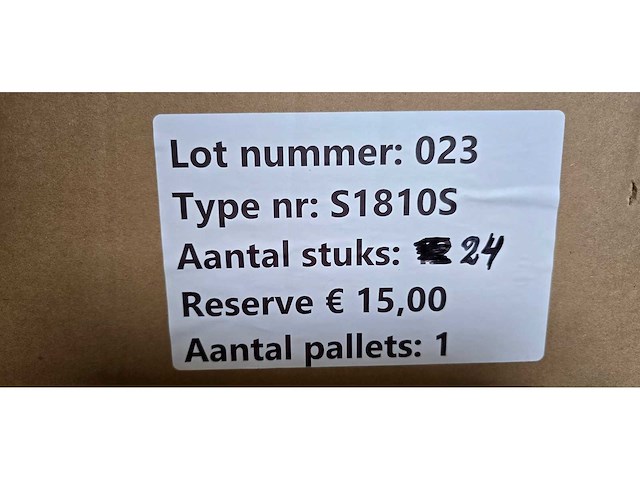 Lot nummer: 023
Type nr: S1810S
Aantal stuks: 24
Reserve € 15,00
Aantal pallets: 1